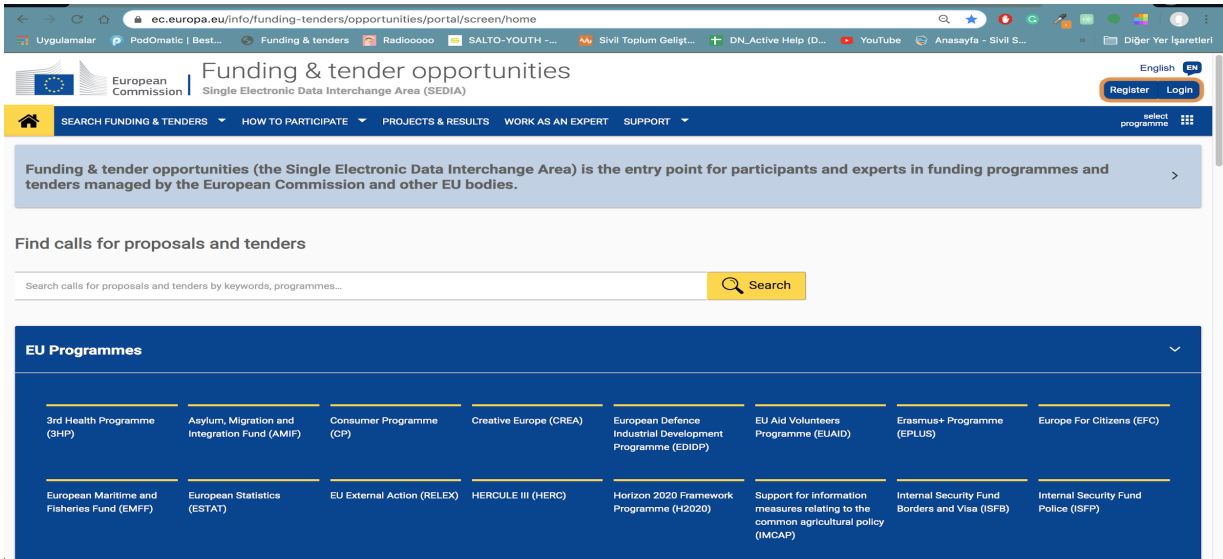 ec.europa.eu/info/funding-tenders/opportunities/portal/screen/home
Uygulamalar PodOmatic | Best... Funding & tenders Radiooooo SALTO-YOUTH -... Sivil Toplum Gelişt... DN_Active Help (D... YouTube Anasayfa – Sivil S... » Diğer Yer İşaretleri
European
Commission
Funding & tender opportunities
Single Electronic Data Interchange Area (SEDIA)
English EN
Register Login
SEARCH FUNDING & TENDERS HOW TO PARTICIPATE PROJECTS & RESULTS WORK AS AN EXPERT SUPPORT
select
programme
Funding & tender opportunities (the Single Electronic Data Interchange Area) is the entry point for participants and experts in funding programmes and
tenders managed by the European Commission and other EU bodies.
Find calls for proposals and tenders
Search calls for proposals and tenders by keywords, programmes...
Search
EU Programmes
3rd Health Programme
(3HP)
Asylum, Migration and
Integration Fund (AMIF)
Consumer Programme
(CP)
Creative Europe (CREA)
European Defence
Industrial Development
Programme (EDIDP)
EU Aid Volunteers
Programme (EUAID)
Erasmus+ Programme
(EPLUS)
Europe For Citizens (EFC)
European Maritime and
Fisheries Fund (EMFF)
European Statistics
(ESTAT)
EU External Action (RELEX)
HERCULE III (HERC)
Horizon 2020 Framework
Programme (H2020)
Support for information
measures relating to the
common agricultural policy
(IMCAP)
Internal Security Fund
Borders and Visa (ISFB)
Internal Security Fund
Police (ISFP)